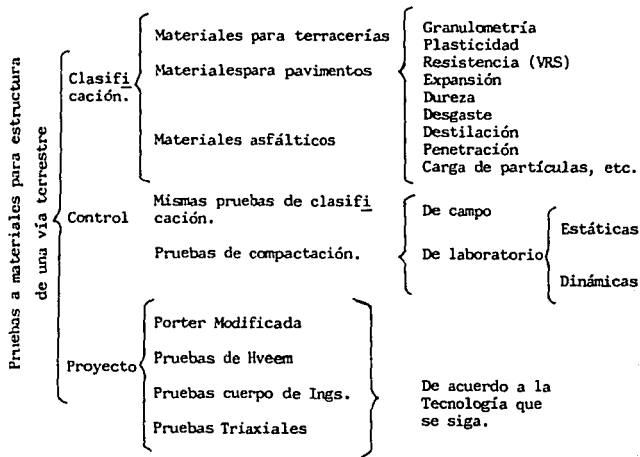 Pruebas a materiales para estructura
de una vía terrestre
Clasifi
cación.
Materiales para terracerías
Materialespara pavimentos
Materiales asfálticos
Granulometría
Plasticidad
Resistencia (VRS)
Expansión
Dureza
Desgaste
Destilación
Penetración
Carga de partículas, etc.
Control
Mismas pruebas de clasifi
cación.
Pruebas de compactación.
De campo
De laboratorio
Estáticas
Dinámicas
Proyecto
Porter Modificada
Pruebas de Hveem
Pruebas cuerpo de Ings.
Pruebas Triaxiales
De acuerdo a la
Tecnología que
se siga.